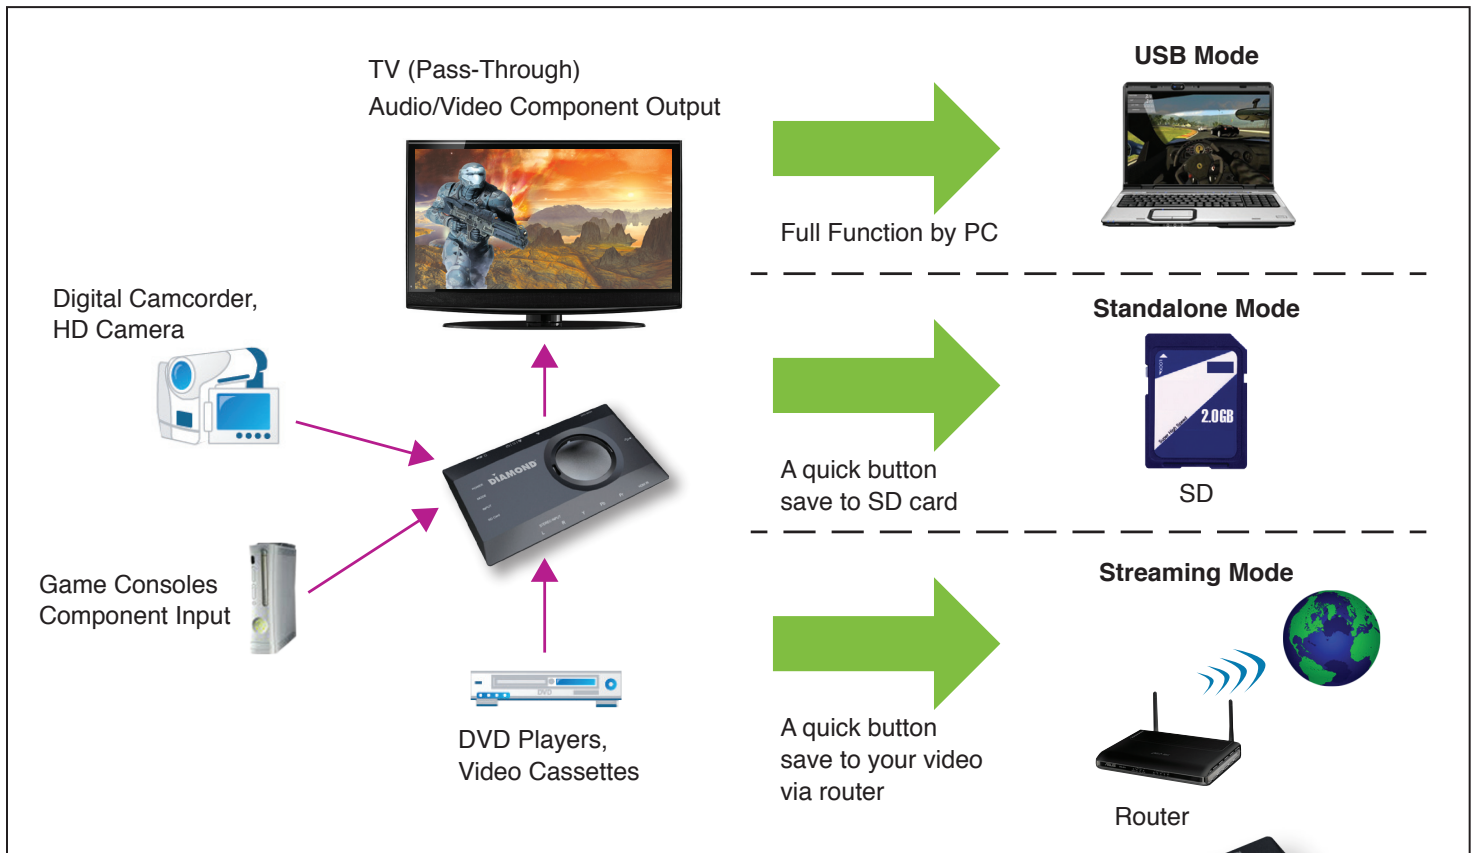 TV (Pass-Through)
Audio/Video Component Output
USB Mode
Full Function by PC
Digital Camcorder,
HD Camera
Standalone Mode
2.0GB
A quick button
save to SD card
SD
DIAMOND
Game Consoles
Component Input
DVD
DVD Players,
Video Cassettes
Streaming Mode
A quick button
save to your video
via router
Router